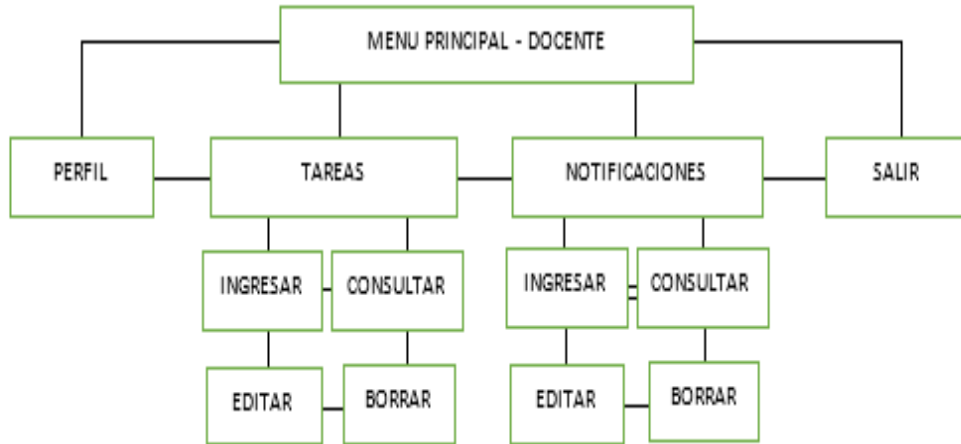 MENU PRINCIPAL - DOCENTE
PERFIL
TAREAS
NOTIFICACIONES
SALIR
INGRESAR
CONSULTAR
INGRESAR
CONSULTAR
EDITAR
BORRAR
EDITAR
BORRAR